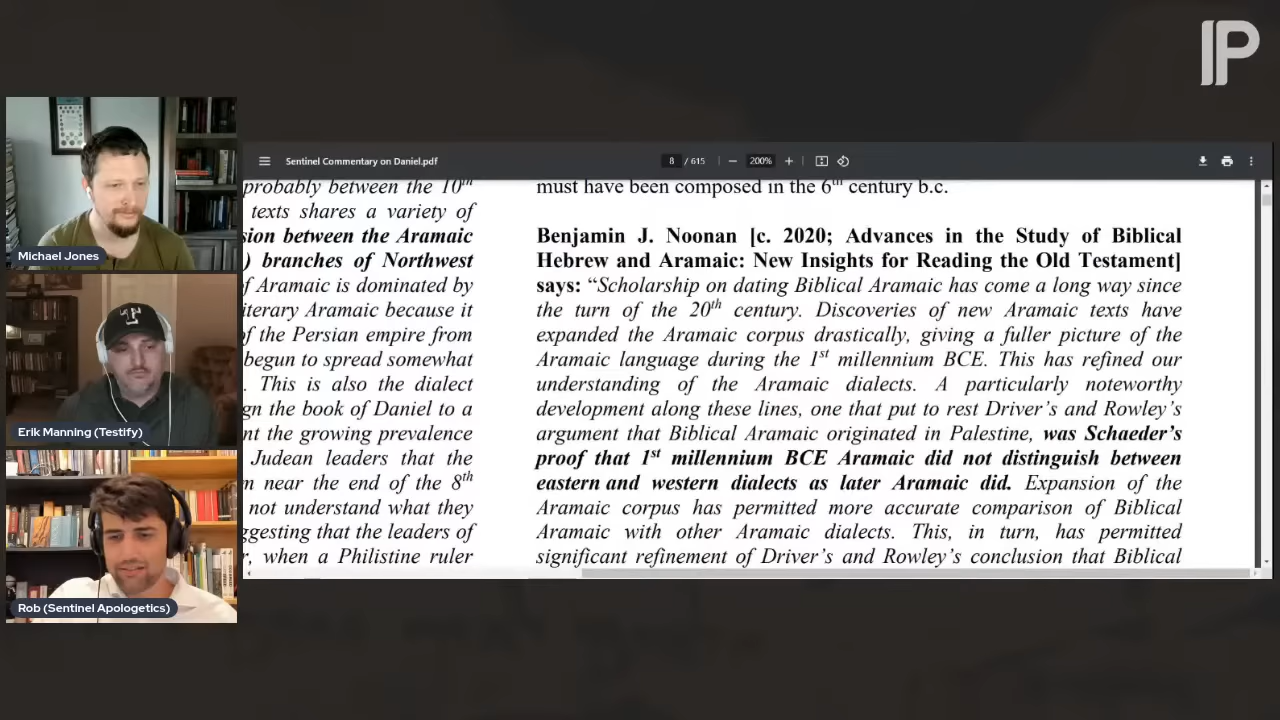 IP
Michael Jones
Erik Manning (Testify)
Rob (Sentinel Apologetics)
Sentinel Commentary on Daniel.pdf
8 / 615
200%
probably between the 10th
texts shares a variety of
sion between the Aramaic
) branches of Northwest
f Aramaic is dominated by
iterary Aramaic because it
of the Persian empire from
begun to spread somewhat
. This is also the dialect
gn the book of Daniel to a
nt the growing prevalence
Judean leaders that the
m near the end of the 8th
not understand what they
ggesting that the leaders of
r, when a Philistine ruler
must have been composed in the 6th century b.c.
Benjamin J. Noonan [c. 2020; Advances in the Study of Biblical
Hebrew and Aramaic: New Insights for Reading the Old Testament]
says: “Scholarship on dating Biblical Aramaic has come a long way since
the turn of the 20th century. Discoveries of new Aramaic texts have
expanded the Aramaic corpus drastically, giving a fuller picture of the
Aramaic language during the 1st millennium BCE. This has refined our
understanding of the Aramaic dialects. A particularly noteworthy
development along these lines, one that put to rest Driver’s and Rowley’s
argument that Biblical Aramaic originated in Palestine, was Schaeder’s
proof that 1st millennium BCE Aramaic did not distinguish between
eastern and western dialects as later Aramaic did. Expansion of the
Aramaic corpus has permitted more accurate comparison of Biblical
Aramaic with other Aramaic dialects. This, in turn, has permitted
significant refinement of Driver’s and Rowley’s conclusion that Biblical